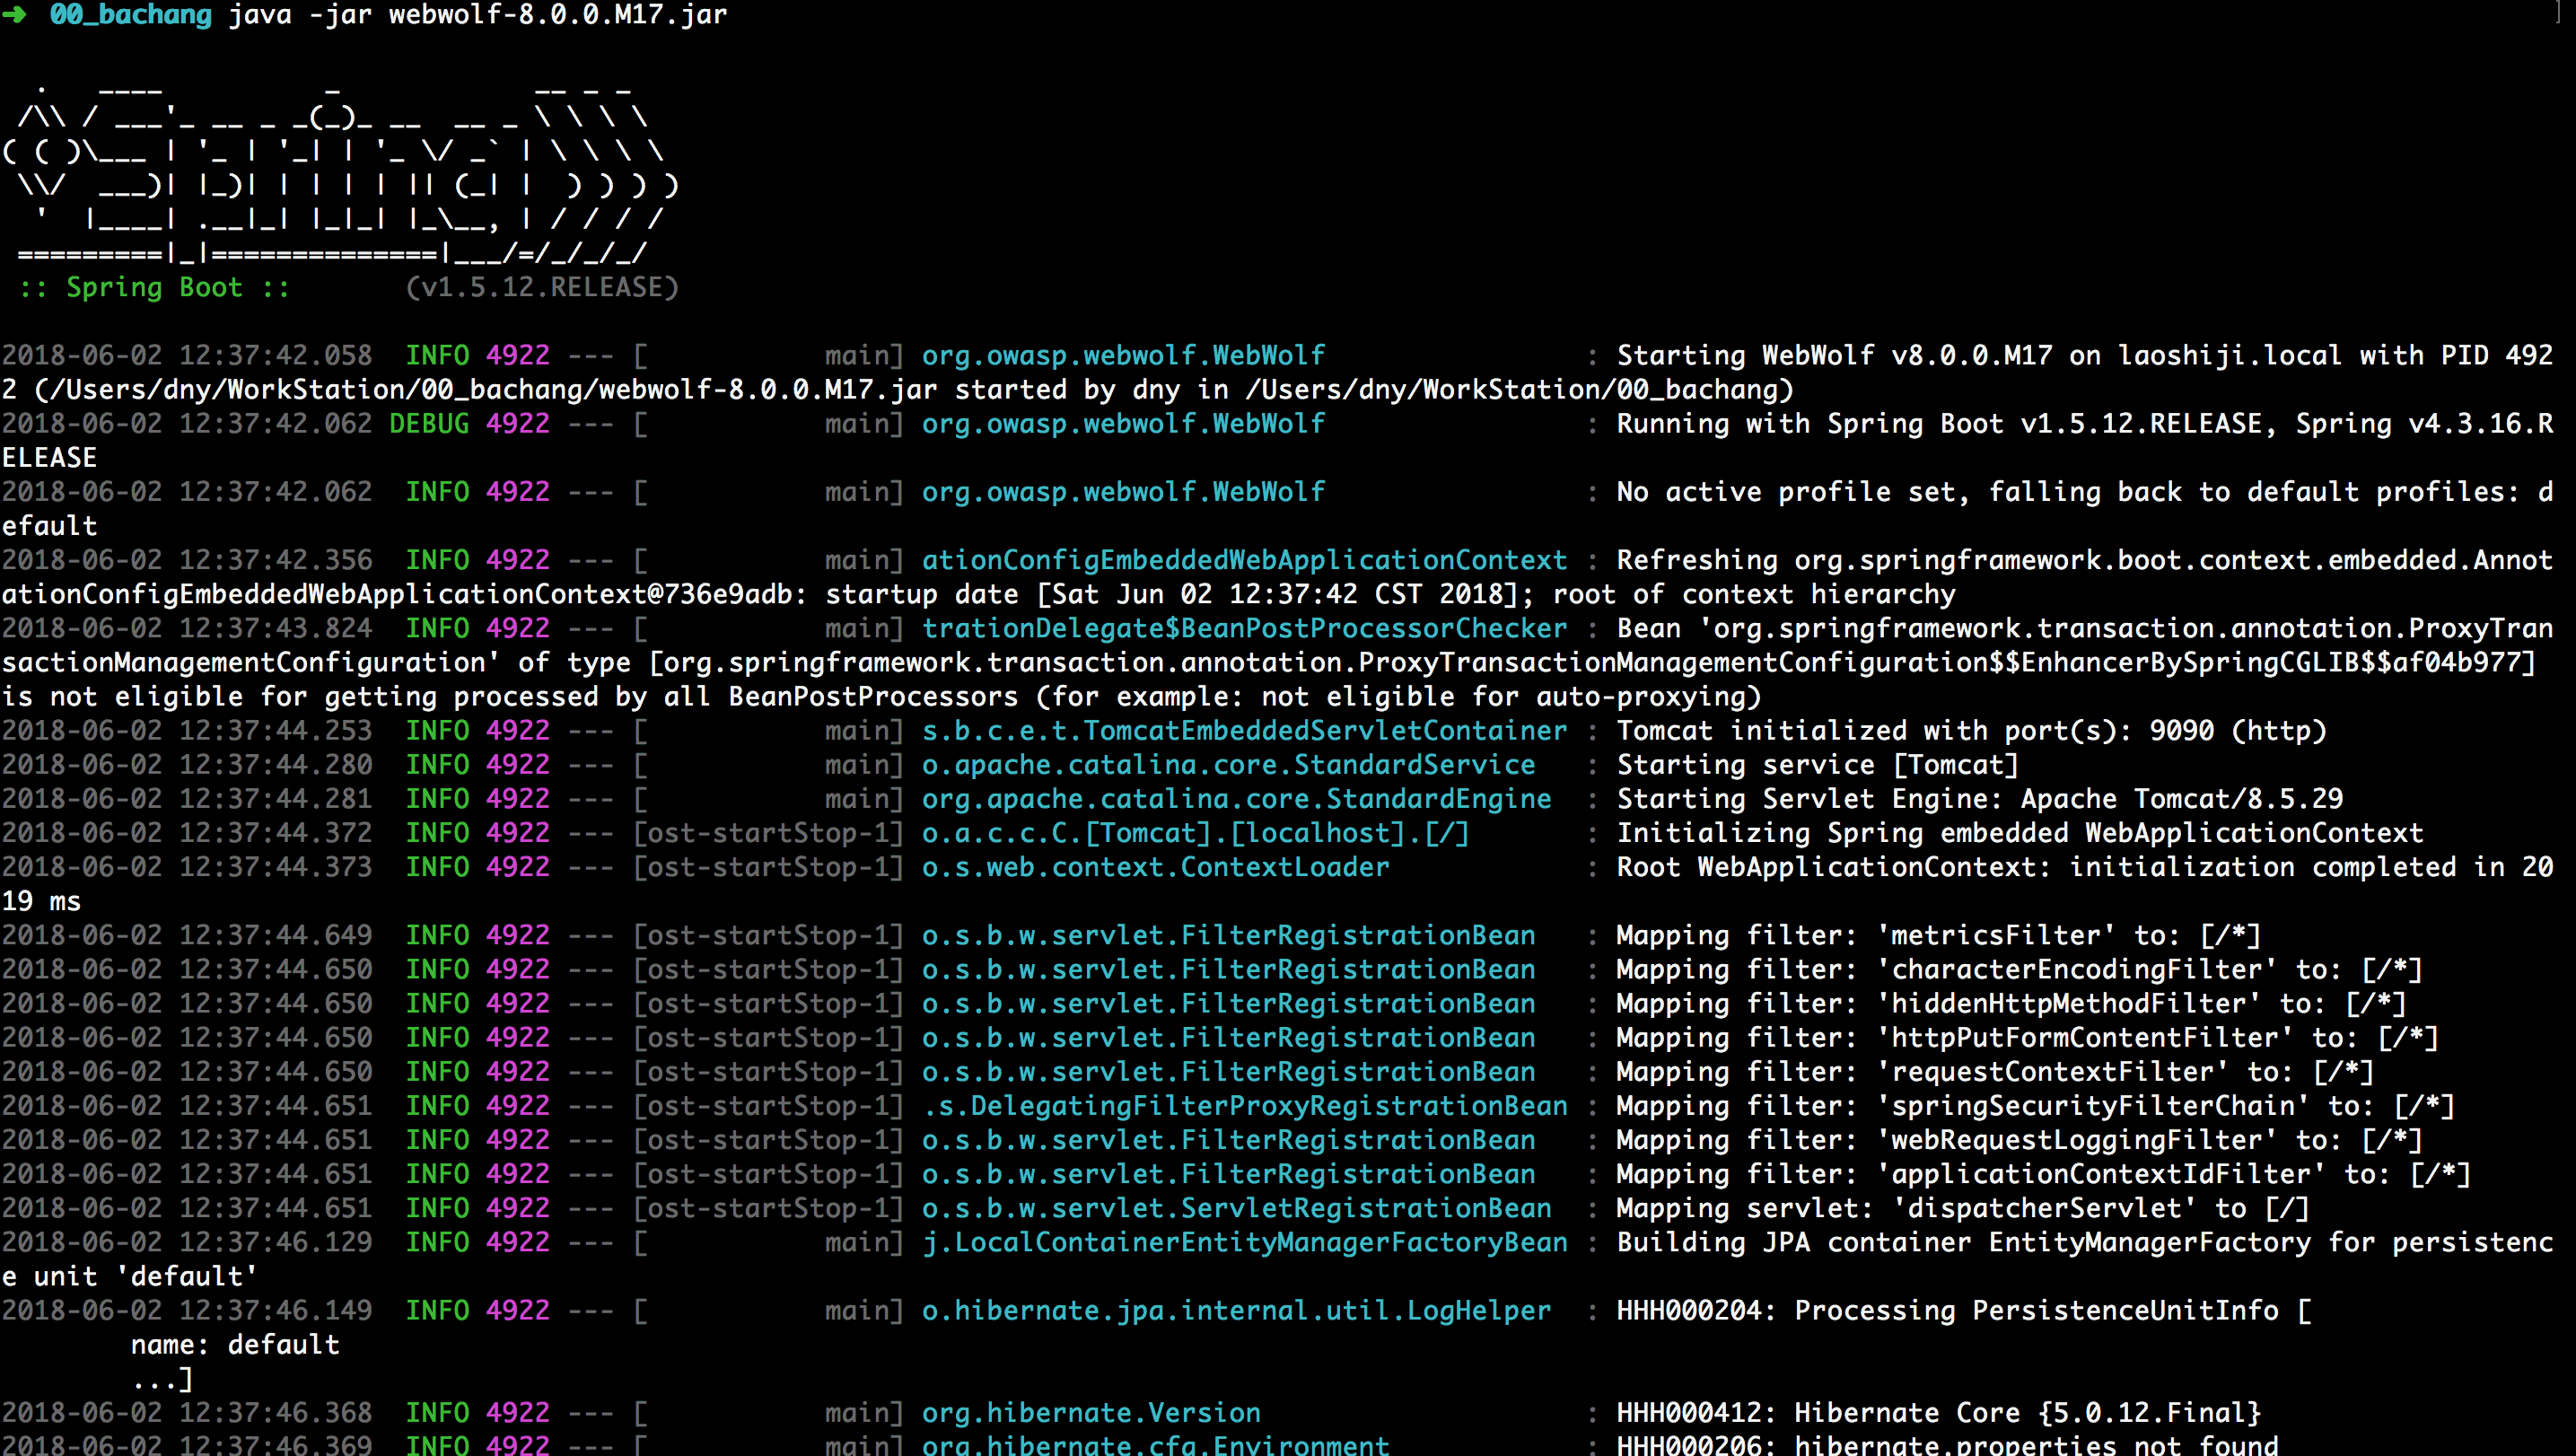 ➜  00_bachang java -jar webwolf-8.0.0.M17.jar
  .   ____          _            __ _ _
 /\\ / ___'_ __ _ _(_)_ __  __ _ \ \ \ \
( ( )\___ | '_ | '_| | '_ \/ _` | \ \ \ \
 \\/  ___)| |_)| | | | | || (_| |  ) ) ) )
  '  |____| .__|_| |_|_| |_\__, | / / / /
 =========|_|==============|___/=/_/_/_/
 :: Spring Boot ::       (v1.5.12.RELEASE)
2018-06-02 12:37:42.058  INFO 4922 --- [           main] org.owasp.webwolf.WebWolf                : Starting WebWolf v8.0.0.M17 on laoshiji.local with PID 492
2 (/Users/dny/WorkStation/00_bachang/webwolf-8.0.0.M17.jar started by dny in /Users/dny/WorkStation/00_bachang)
2018-06-02 12:37:42.062 DEBUG 4922 --- [           main] org.owasp.webwolf.WebWolf                : Running with Spring Boot v1.5.12.RELEASE, Spring v4.3.16.R
ELEASE
2018-06-02 12:37:42.062  INFO 4922 --- [           main] org.owasp.webwolf.WebWolf                : No active profile set, falling back to default profiles: d
efault
2018-06-02 12:37:42.356  INFO 4922 --- [           main] ationConfigEmbeddedWebApplicationContext : Refreshing org.springframework.boot.context.embedded.Annot
ationConfigEmbeddedWebApplicationContext@736e9adb: startup date [Sat Jun 02 12:37:42 CST 2018]; root of context hierarchy
2018-06-02 12:37:43.824  INFO 4922 --- [           main] trationDelegate$BeanPostProcessorChecker : Bean 'org.springframework.transaction.annotation.ProxyTran
sactionManagementConfiguration' of type [org.springframework.transaction.annotation.ProxyTransactionManagementConfiguration$$EnhancerBySpringCGLIB$$af04b977]
is not eligible for getting processed by all BeanPostProcessors (for example: not eligible for auto-proxying)
2018-06-02 12:37:44.253  INFO 4922 --- [           main] s.b.c.e.t.TomcatEmbeddedServletContainer : Tomcat initialized with port(s): 9090 (http)
2018-06-02 12:37:44.280  INFO 4922 --- [           main] o.apache.catalina.core.StandardService   : Starting service [Tomcat]
2018-06-02 12:37:44.281  INFO 4922 --- [           main] org.apache.catalina.core.StandardEngine  : Starting Servlet Engine: Apache Tomcat/8.5.29
2018-06-02 12:37:44.372  INFO 4922 --- [ost-startStop-1] o.a.c.c.C.[Tomcat].[localhost].[/]       : Initializing Spring embedded WebApplicationContext
2018-06-02 12:37:44.373  INFO 4922 --- [ost-startStop-1] o.s.web.context.ContextLoader            : Root WebApplicationContext: initialization completed in 20
19 ms
2018-06-02 12:37:44.649  INFO 4922 --- [ost-startStop-1] o.s.b.w.servlet.FilterRegistrationBean   : Mapping filter: 'metricsFilter' to: [/*]
2018-06-02 12:37:44.650  INFO 4922 --- [ost-startStop-1] o.s.b.w.servlet.FilterRegistrationBean   : Mapping filter: 'characterEncodingFilter' to: [/*]
2018-06-02 12:37:44.650  INFO 4922 --- [ost-startStop-1] o.s.b.w.servlet.FilterRegistrationBean   : Mapping filter: 'hiddenHttpMethodFilter' to: [/*]
2018-06-02 12:37:44.650  INFO 4922 --- [ost-startStop-1] o.s.b.w.servlet.FilterRegistrationBean   : Mapping filter: 'httpPutFormContentFilter' to: [/*]
2018-06-02 12:37:44.650  INFO 4922 --- [ost-startStop-1] o.s.b.w.servlet.FilterRegistrationBean   : Mapping filter: 'requestContextFilter' to: [/*]
2018-06-02 12:37:44.651  INFO 4922 --- [ost-startStop-1] .s.DelegatingFilterProxyRegistrationBean : Mapping filter: 'springSecurityFilterChain' to: [/*]
2018-06-02 12:37:44.651  INFO 4922 --- [ost-startStop-1] o.s.b.w.servlet.FilterRegistrationBean   : Mapping filter: 'webRequestLoggingFilter' to: [/*]
2018-06-02 12:37:44.651  INFO 4922 --- [ost-startStop-1] o.s.b.w.servlet.FilterRegistrationBean   : Mapping filter: 'applicationContextIdFilter' to: [/*]
2018-06-02 12:37:44.651  INFO 4922 --- [ost-startStop-1] o.s.b.w.servlet.ServletRegistrationBean  : Mapping servlet: 'dispatcherServlet' to [/]
2018-06-02 12:37:46.129  INFO 4922 --- [           main] j.LocalContainerEntityManagerFactoryBean : Building JPA container EntityManagerFactory for persistenc
e unit 'default'
2018-06-02 12:37:46.149  INFO 4922 --- [           main] o.hibernate.jpa.internal.util.LogHelper  : HHH000204: Processing PersistenceUnitInfo [
        name: default
        ...]
2018-06-02 12:37:46.368  INFO 4922 --- [           main] org.hibernate.Version                    : HHH000412: Hibernate Core {5.0.12.Final}
2018-06-02 12:37:46.369  INFO 4922 --- [           main] org.hibernate.cfg.Environment            : HHH000206: hibernate.properties not found